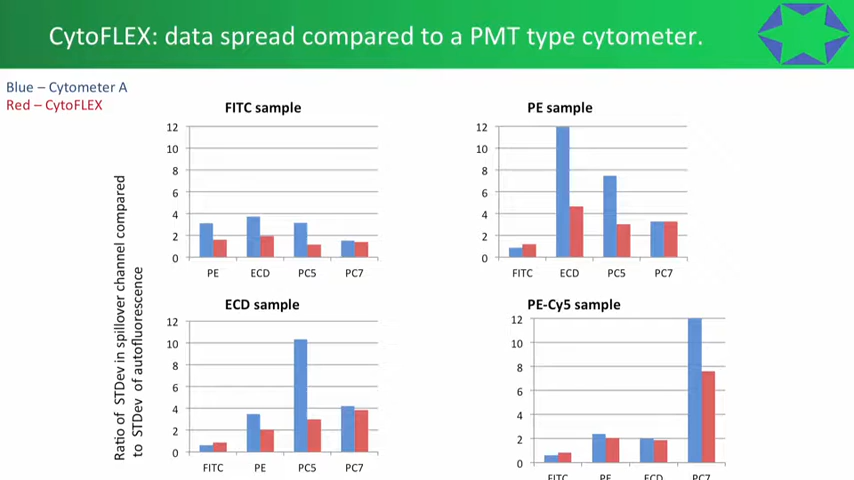 CytoFLEX: data spread compared to a PMT type cytometer.
Blue – Cytometer A
Red – CytoFLEX
Ratio of STDev in spillover channel compared
to STDev of autofluorescence
FITC sample
12
10
8
6
4
2
0
PE ECD PC5 PC7
PE sample
12
10
8
6
4
2
0
FITC ECD PC5 PC7
ECD sample
12
10
8
6
4
2
0
FITC PE PC5 PC7
PE-Cy5 sample
12
10
8
6
4
2
0
FITC PE ECD PC7